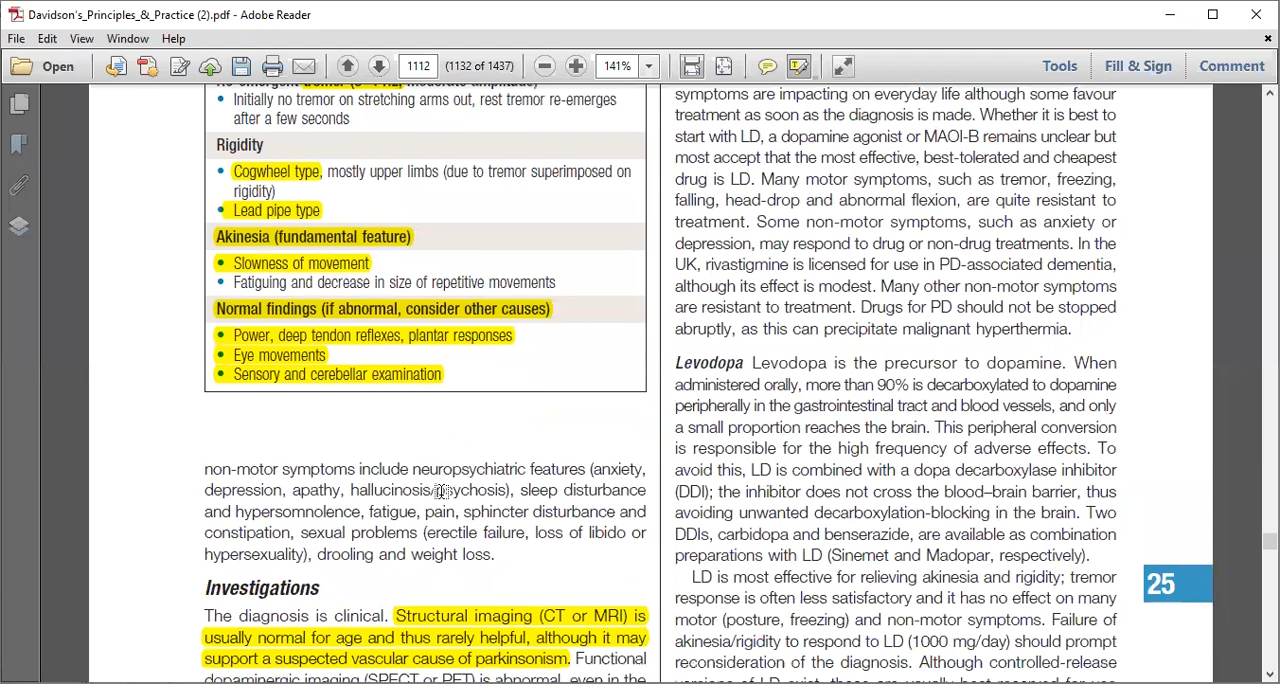 Davidson's_Principles_&_Practice (2).pdf - Adobe Reader
File Edit View Window Help
Open
1112 (1132 of 1437)
141%
Tools Fill & Sign Comment
• Initially no tremor on stretching arms out, rest tremor re-emerges
after a few seconds
Rigidity
• Cogwheel type, mostly upper limbs (due to tremor superimposed on
rigidity)
• Lead pipe type
Akinesia (fundamental feature)
• Slowness of movement
• Fatiguing and decrease in size of repetitive movements
Normal findings (if abnormal, consider other causes)
• Power, deep tendon reflexes, plantar responses
• Eye movements
• Sensory and cerebellar examination
non-motor symptoms include neuropsychiatric features (anxiety,
depression, apathy, hallucinosis/psychosis), sleep disturbance
and hypersomnolence, fatigue, pain, sphincter disturbance and
constipation, sexual problems (erectile failure, loss of libido or
hypersexuality), drooling and weight loss.
Investigations
The diagnosis is clinical. Structural imaging (CT or MRI) is
usually normal for age and thus rarely helpful, although it may
support a suspected vascular cause of parkinsonism. Functional
dopaminergic imaging (SPECT or PET) is abnormal, even in the
symptoms are impacting on everyday life although some favour
treatment as soon as the diagnosis is made. Whether it is best to
start with LD, a dopamine agonist or MAOI-B remains unclear but
most accept that the most effective, best-tolerated and cheapest
drug is LD. Many motor symptoms, such as tremor, freezing,
falling, head-drop and abnormal flexion, are quite resistant to
treatment. Some non-motor symptoms, such as anxiety or
depression, may respond to drug or non-drug treatments. In the
UK, rivastigmine is licensed for use in PD-associated dementia,
although its effect is modest. Many other non-motor symptoms
are resistant to treatment. Drugs for PD should not be stopped
abruptly, as this can precipitate malignant hyperthermia.
Levodopa Levodopa is the precursor to dopamine. When
administered orally, more than 90% is decarboxylated to dopamine
peripherally in the gastrointestinal tract and blood vessels, and only
a small proportion reaches the brain. This peripheral conversion
is responsible for the high frequency of adverse effects. To
avoid this, LD is combined with a dopa decarboxylase inhibitor
(DDI); the inhibitor does not cross the blood–brain barrier, thus
avoiding unwanted decarboxylation-blocking in the brain. Two
DDIs, carbidopa and benserazide, are available as combination
preparations with LD (Sinemet and Madopar, respectively).
LD is most effective for relieving akinesia and rigidity; tremor
response is often less satisfactory and it has no effect on many
motor (posture, freezing) and non-motor symptoms. Failure of
akinesia/rigidity to respond to LD (1000 mg/day) should prompt
reconsideration of the diagnosis. Although controlled-release
25